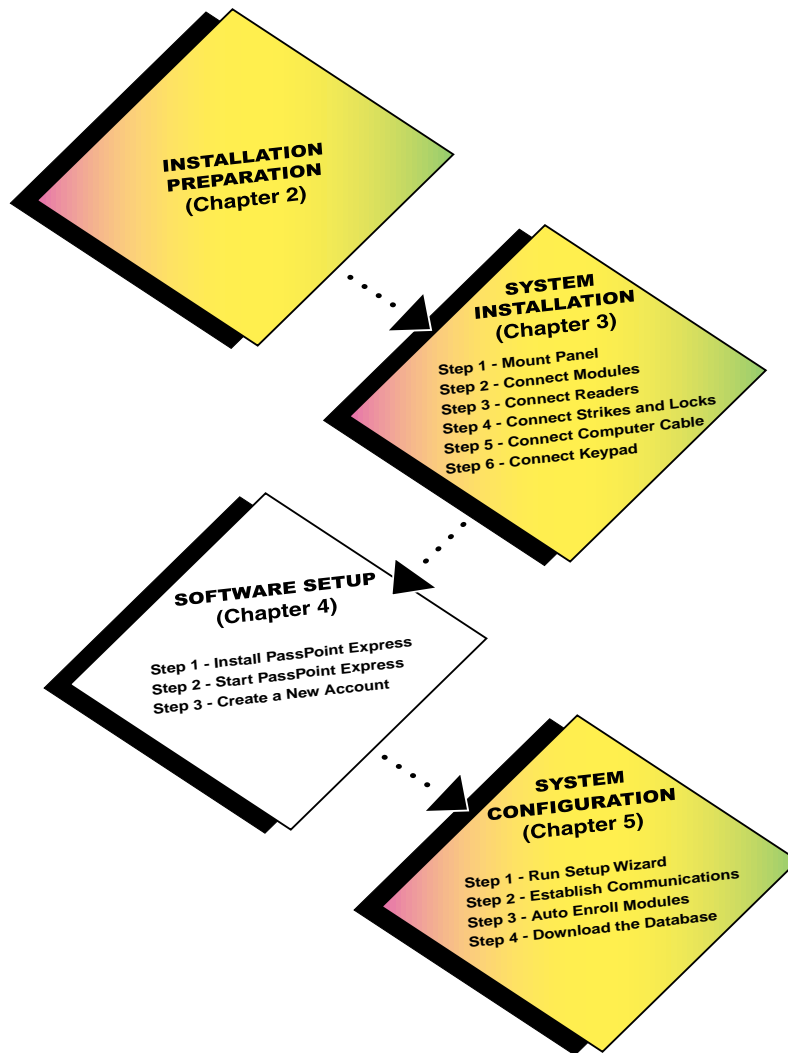 INSTALLATION
PREPARATION
(Chapter 2)
SYSTEM
INSTALLATION
(Chapter 3)
Step 1 - Mount Panel
Step 2 - Connect Modules
Step 3 - Connect Readers
Step 4 - Connect Strikes and Locks
Step 5 - Connect Computer Cable
Step 6 - Connect Keypad
SOFTWARE SETUP
(Chapter 4)
Step 1 - Install PassPoint Express
Step 2 - Start PassPoint Express
Step 3 - Create a New Account
SYSTEM
CONFIGURATION
(Chapter 5)
Step 1 - Run Setup Wizard
Step 2 - Establish Communications
Step 3 - Auto Enroll Modules
Step 4 - Download the Database